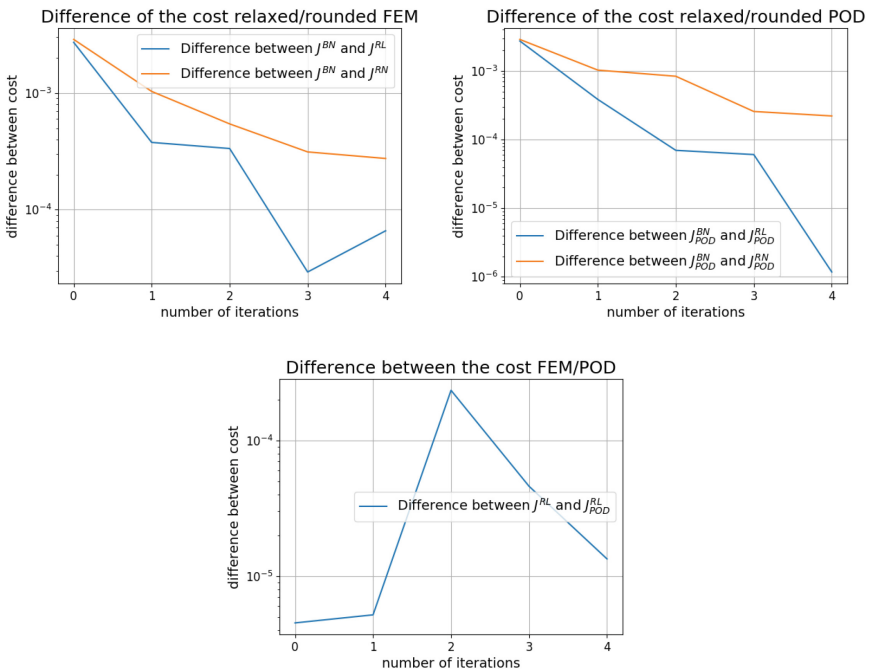 Difference of the cost relaxed/rounded FEM
Difference between J^{BN} and J^{RL}
Difference between J^{BN} and J^{RN}
10^{-3}
10^{-4}
difference between cost
0 1 2 3 4
number of iterations
Difference of the cost relaxed/rounded POD
10^{-3}
10^{-4}
10^{-5}
10^{-6}
difference between cost
Difference between J_{POD}^{BN} and J_{POD}^{RL}
Difference between J_{POD}^{BN} and J_{POD}^{RN}
0 1 2 3 4
number of iterations
Difference between the cost FEM/POD
10^{-4}
10^{-5}
difference between cost
Difference between J^{RL} and J_{POD}^{RL}
0 1 2 3 4
number of iterations